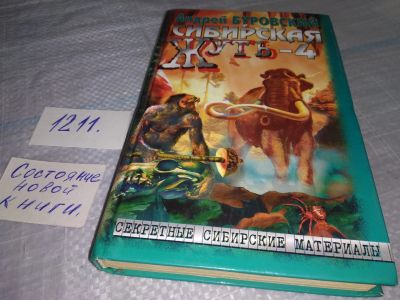 Андрей БУРОВСКИЙ
СИБИРСКАЯ
ЖУТЬ-4
СЕКРЕТНЫЕ СИБИРСКИЕ МАТЕРИАЛЫ
1211.
Состояние
новой
книги.